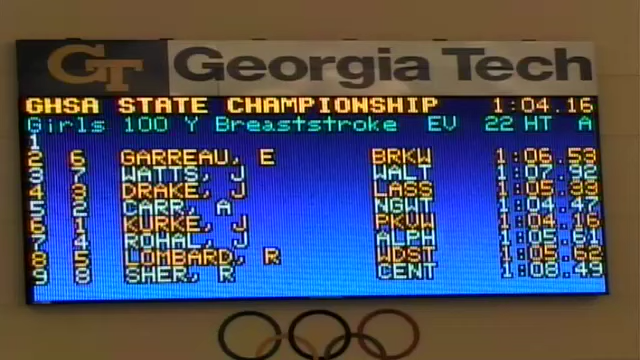 GT Georgia Tech
GHSA STATE CHAMPIONSHIP 1:04.16
Girls 100 Y Breaststroke EV 22 HT A
1
2 6 GARREAU, E BRKW 1:06.53
3 7 WATTS, J WALT 1:07.92
4 3 DRAKE, J LASS 1:05.33
5 2 CARR, A NGWT 1:04.47
6 1 KURKE, J PKVW 1:04.16
7 4 ROHAL, J ALPH 1:05.61
8 5 LOMBARD, R WDST 1:05.62
9 8 SHER, R CENT 1:08.49